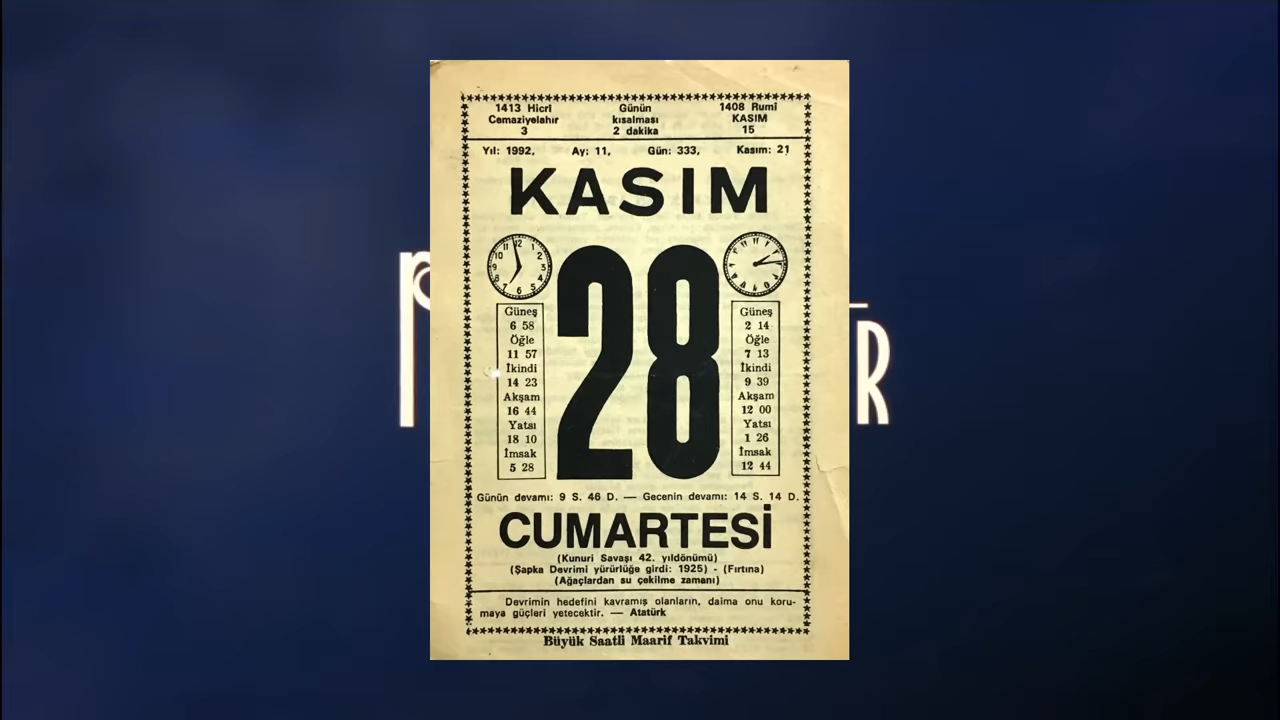 1413 Hicrî
Cemaziyelahır
3
Günün
kısalması
2 dakika
1408 Rumî
KASIM
15
Yıl: 1992, Ay: 11, Gün: 333, Kasım: 21
KASIM
28
Güneş
6 58
Öğle
11 57
İkindi
14 23
Akşam
16 44
Yatsı
18 10
İmsak
5 28
Güneş
2 14
Öğle
7 13
İkindi
9 39
Akşam
12 00
Yatsı
1 26
İmsak
12 44
Günün devamı: 9 S. 46 D. — Gecenin devamı: 14 S. 14 D.
CUMARTESİ
(Kunuri Savaşı 42. yıldönümü)
(Şapka Devrimi yürürlüğe girdi: 1925) - (Fırtına)
(Ağaçlardan su çekilme zamanı)
Devrimin hedefini kavramış olanların, daima onu koru-
maya güçleri yetecektir. — Atatürk
Büyük Saatli Maarif Takvimi